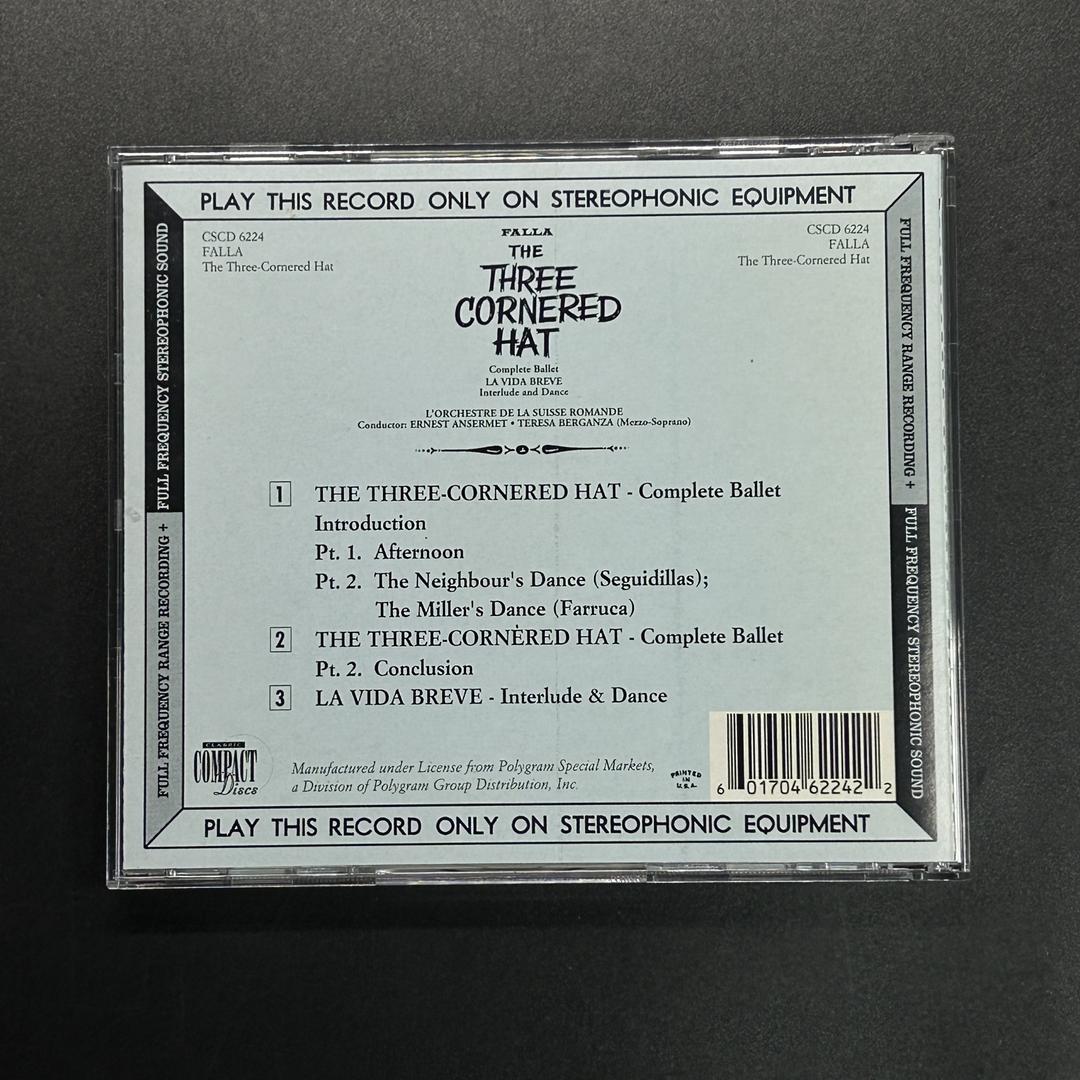 PLAY THIS RECORD ONLY ON STEREOPHONIC EQUIPMENT
CSCD 6224
FALLA
The Three-Cornered Hat
FALLA
THE
THREE
CORNERED
HAT
Complete Ballet
LA VIDA BREVE
Interlude and Dance
L'ORCHESTRE DE LA SUISSE ROMANDE
Conductor: ERNEST ANSERMET • TERESA BERGANZA (Mezzo-Soprano)
CSCD 6224
FALLA
The Three-Cornered Hat
FULL FREQUENCY RANGE RECORDING + FULL FREQUENCY STEREOPHONIC SOUND
FULL FREQUENCY RANGE RECORDING + FULL FREQUENCY STEREOPHONIC SOUND
1 THE THREE-CORNERED HAT - Complete Ballet
Introduction
Pt. 1. Afternoon
Pt. 2. The Neighbour's Dance (Seguidillas);
The Miller's Dance (Farruca)
2 THE THREE-CORNERED HAT - Complete Ballet
Pt. 2. Conclusion
3 LA VIDA BREVE - Interlude & Dance
CLASSIC
COMPACT
Discs
Manufactured under License from Polygram Special Markets,
a Division of Polygram Group Distribution, Inc.
PRINTED
IN
U.S.A.
6 01704 62242 2
PLAY THIS RECORD ONLY ON STEREOPHONIC EQUIPMENT